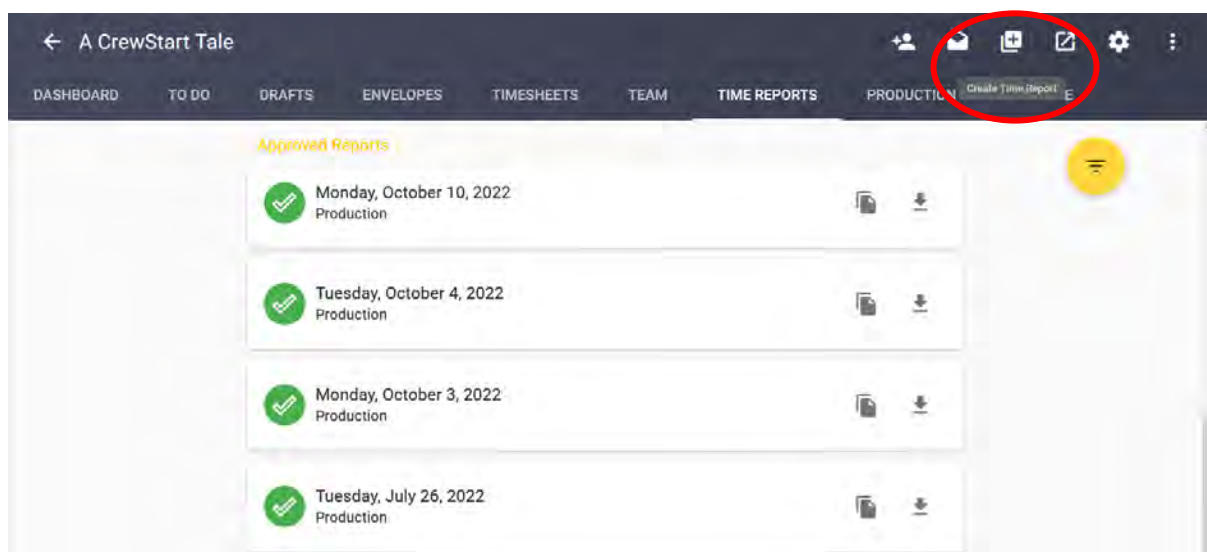 A CrewStart Tale
DASHBOARD TO DO DRAFTS ENVELOPES TIMESHEETS TEAM TIME REPORTS PRODUCTION Create Time Report E
Approved Reports
Monday, October 10, 2022
Production
Tuesday, October 4, 2022
Production
Monday, October 3, 2022
Production
Tuesday, July 26, 2022
Production